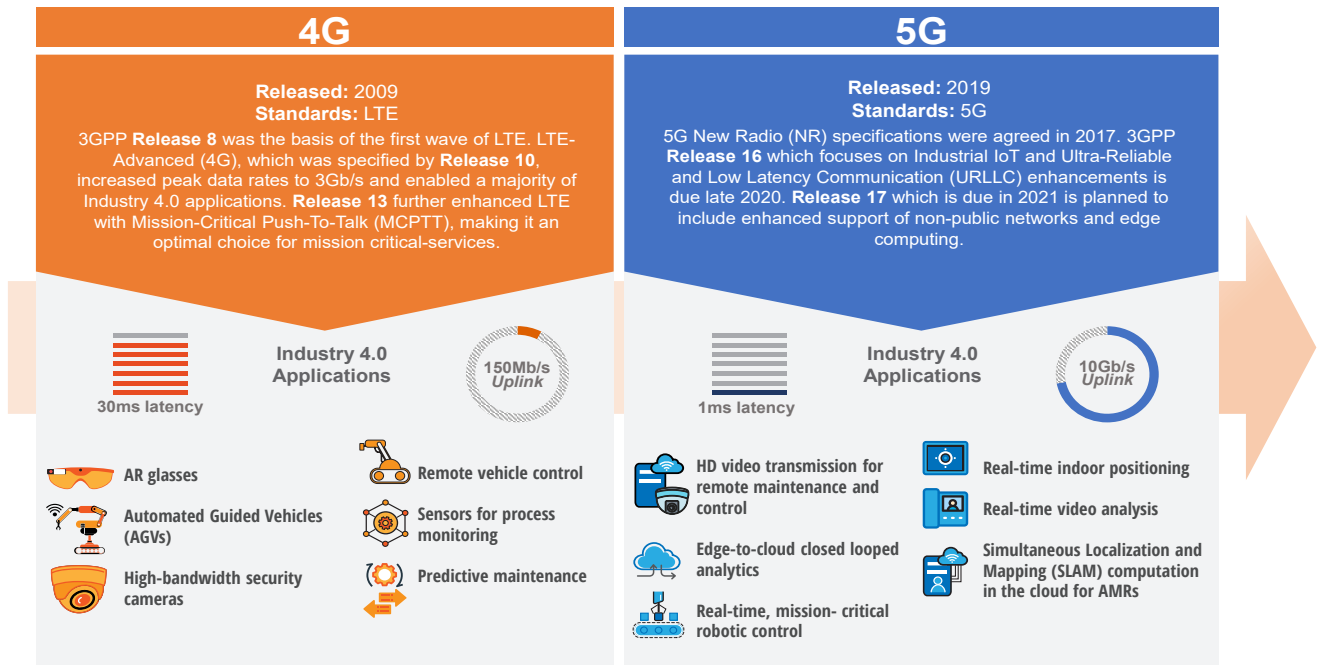 4G
Released: 2009
Standards: LTE
3GPP Release 8 was the basis of the first wave of LTE. LTE-
Advanced (4G), which was specified by Release 10,
increased peak data rates to 3Gb/s and enabled a majority of
Industry 4.0 applications. Release 13 further enhanced LTE
with Mission-Critical Push-To-Talk (MCPTT), making it an
optimal choice for mission critical-services.
30ms latency
Industry 4.0
Applications
150Mb/s
Uplink
AR glasses
Automated Guided Vehicles
(AGVs)
High-bandwidth security
cameras
Remote vehicle control
Sensors for process
monitoring
Predictive maintenance
5G
Released: 2019
Standards: 5G
5G New Radio (NR) specifications were agreed in 2017. 3GPP
Release 16 which focuses on Industrial IoT and Ultra-Reliable
and Low Latency Communication (URLLC) enhancements is
due late 2020. Release 17 which is due in 2021 is planned to
include enhanced support of non-public networks and edge
computing.
1ms latency
Industry 4.0
Applications
10Gb/s
Uplink
HD video transmission for
remote maintenance and
control
Edge-to-cloud closed looped
analytics
Real-time, mission- critical
robotic control
Real-time indoor positioning
Real-time video analysis
Simultaneous Localization and
Mapping (SLAM) computation
in the cloud for AMRs